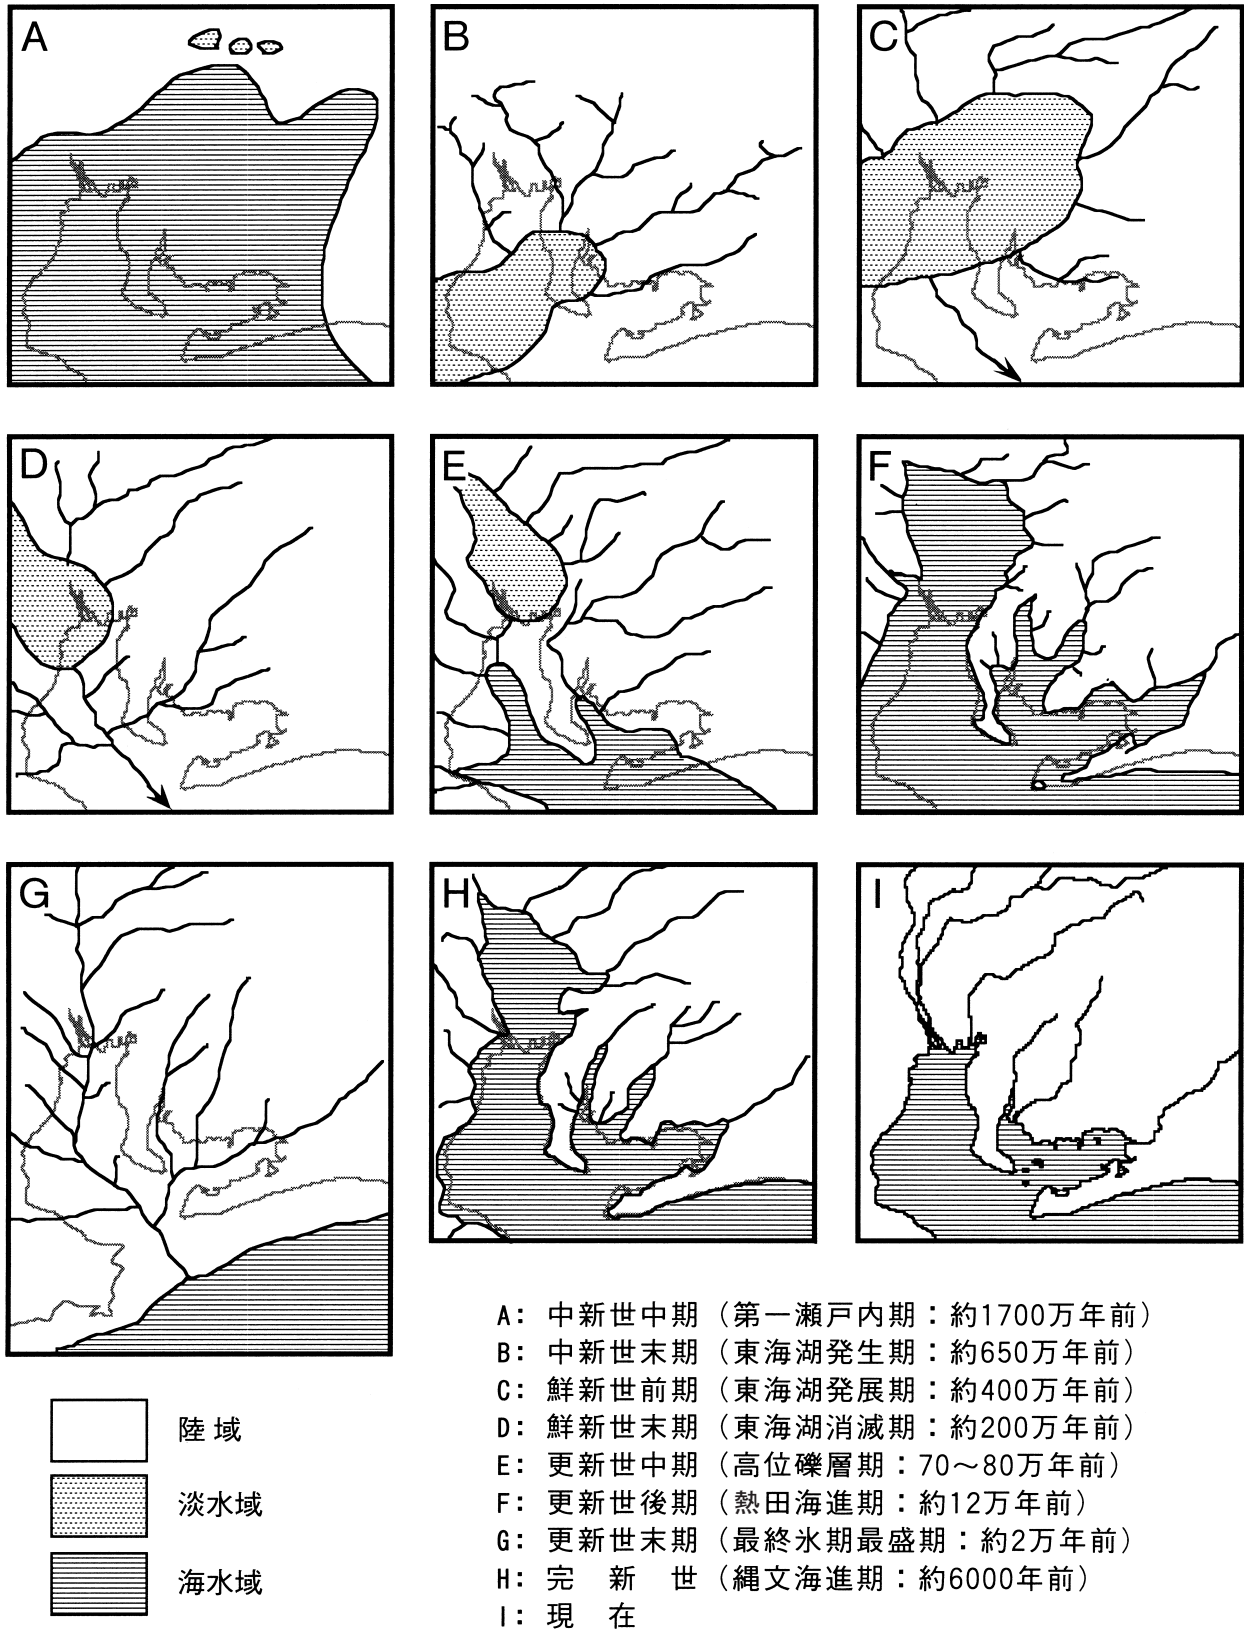 A
B
C
D
E
F
G
H
I
A: 中新世中期（第一瀬戸内期：約1700万年前）
B: 中新世末期（東海湖発生期：約650万年前）
C: 鮮新世前期（東海湖発展期：約400万年前）
D: 鮮新世末期（東海湖消滅期：約200万年前）
E: 更新世中期（高位礫層期：70～80万年前）
F: 更新世後期（熱田海進期：約12万年前）
G: 更新世末期（最終氷期最盛期：約2万年前）
H: 完 新 世（縄文海進期：約6000年前）
I: 現 在
陸域
淡水域
海水域